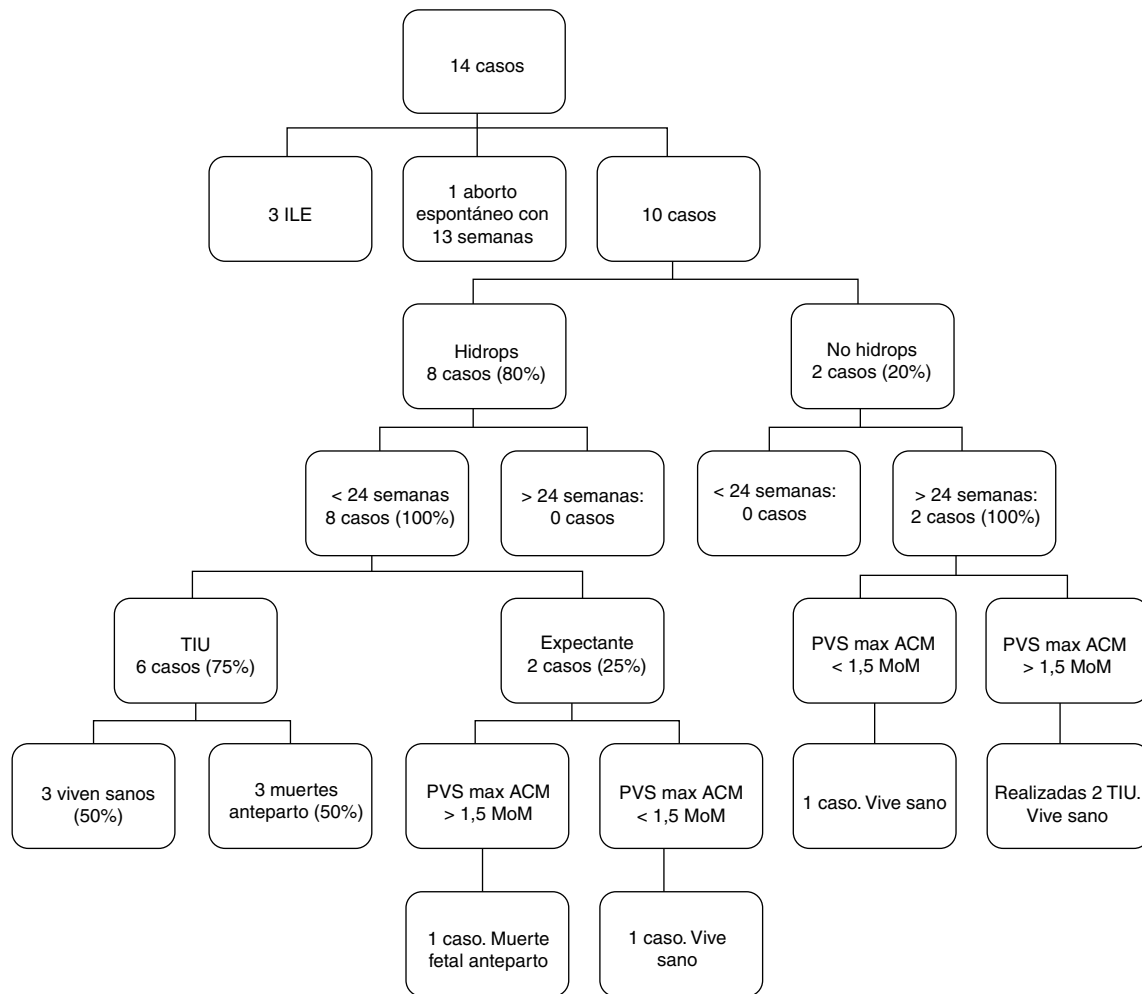 14 casos
3 ILE
1 aborto
espontáneo con
13 semanas
10 casos
Hidrops
8 casos (80%)
No hidrops
2 casos (20%)
< 24 semanas
8 casos (100%)
> 24 semanas:
0 casos
< 24 semanas:
0 casos
> 24 semanas:
2 casos (100%)
TIU
6 casos (75%)
Expectante
2 casos (25%)
PVS max ACM
< 1,5 MoM
PVS max ACM
> 1,5 MoM
3 viven sanos
(50%)
3 muertes
anteparto (50%)
PVS max ACM
> 1,5 MoM
PVS max ACM
< 1,5 MoM
1 caso. Vive sano
Realizadas 2 TIU.
Vive sano
1 caso. Muerte
fetal anteparto
1 caso. Vive
sano